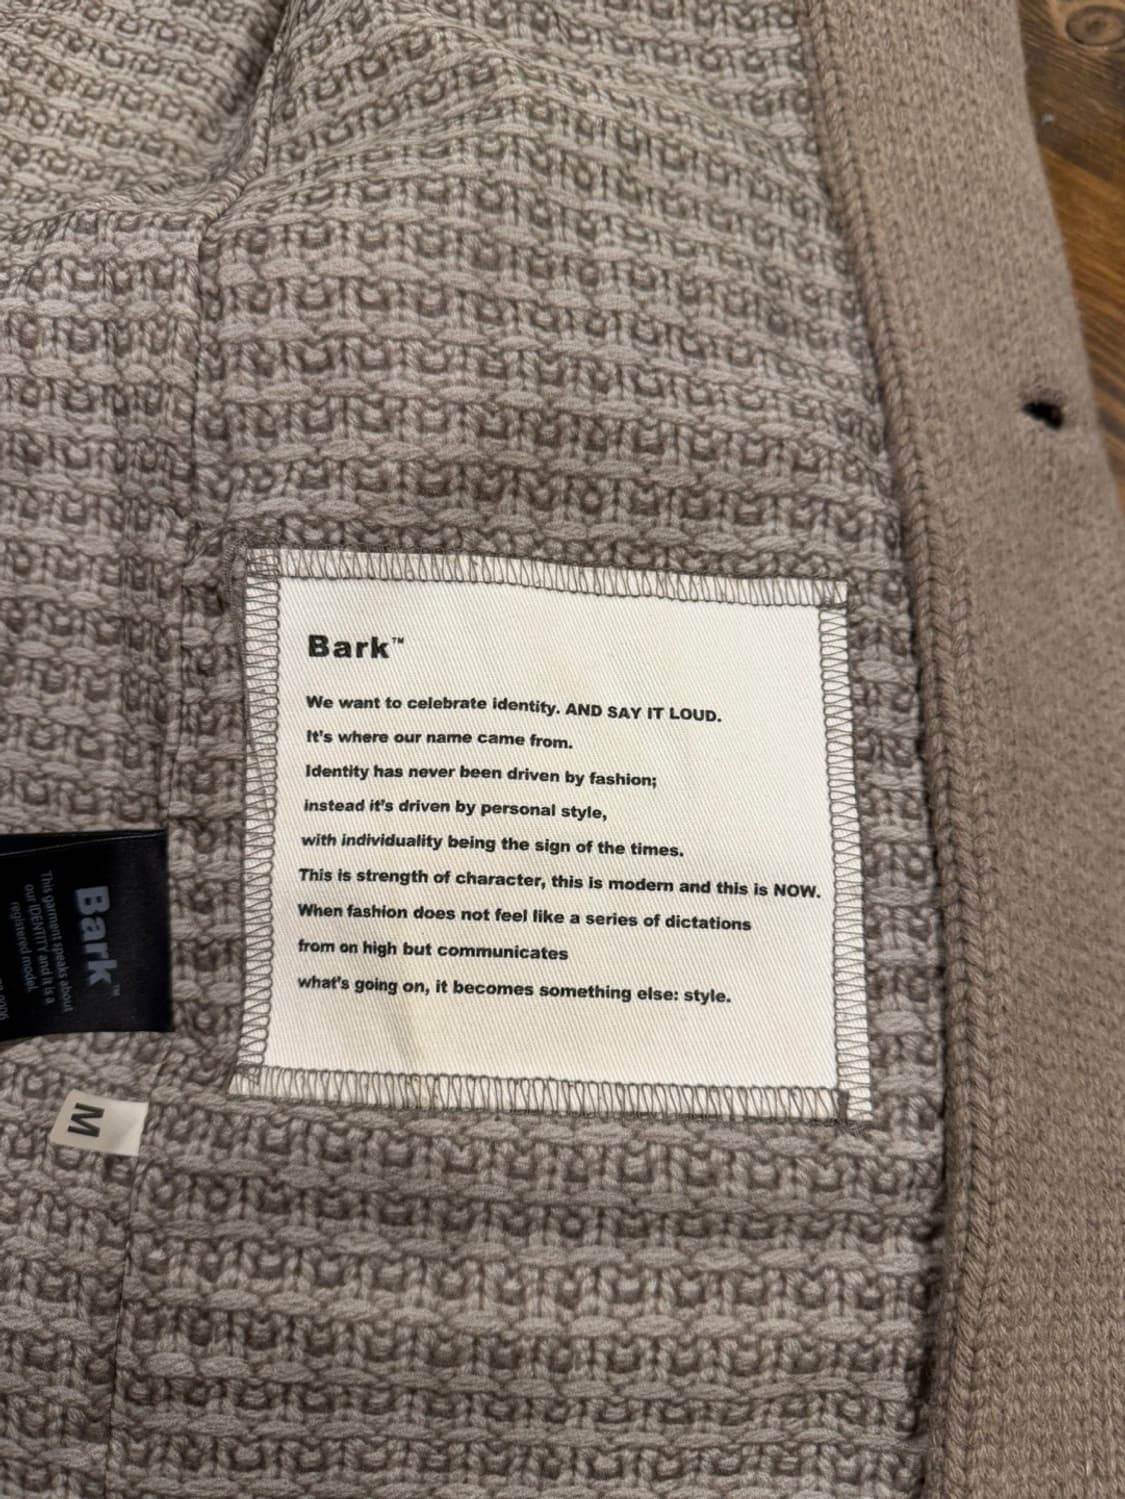 Bark™
We want to celebrate identity. AND SAY IT LOUD.
It's where our name came from.
Identity has never been driven by fashion;
instead it's driven by personal style,
with individuality being the sign of the times.
This is strength of character, this is modern and this is NOW.
When fashion does not feel like a series of dictations
from on high but communicates
what's going on, it becomes something else: style.
Bark™
This garment speaks about
our IDENTITY and it is a
registered model.
M